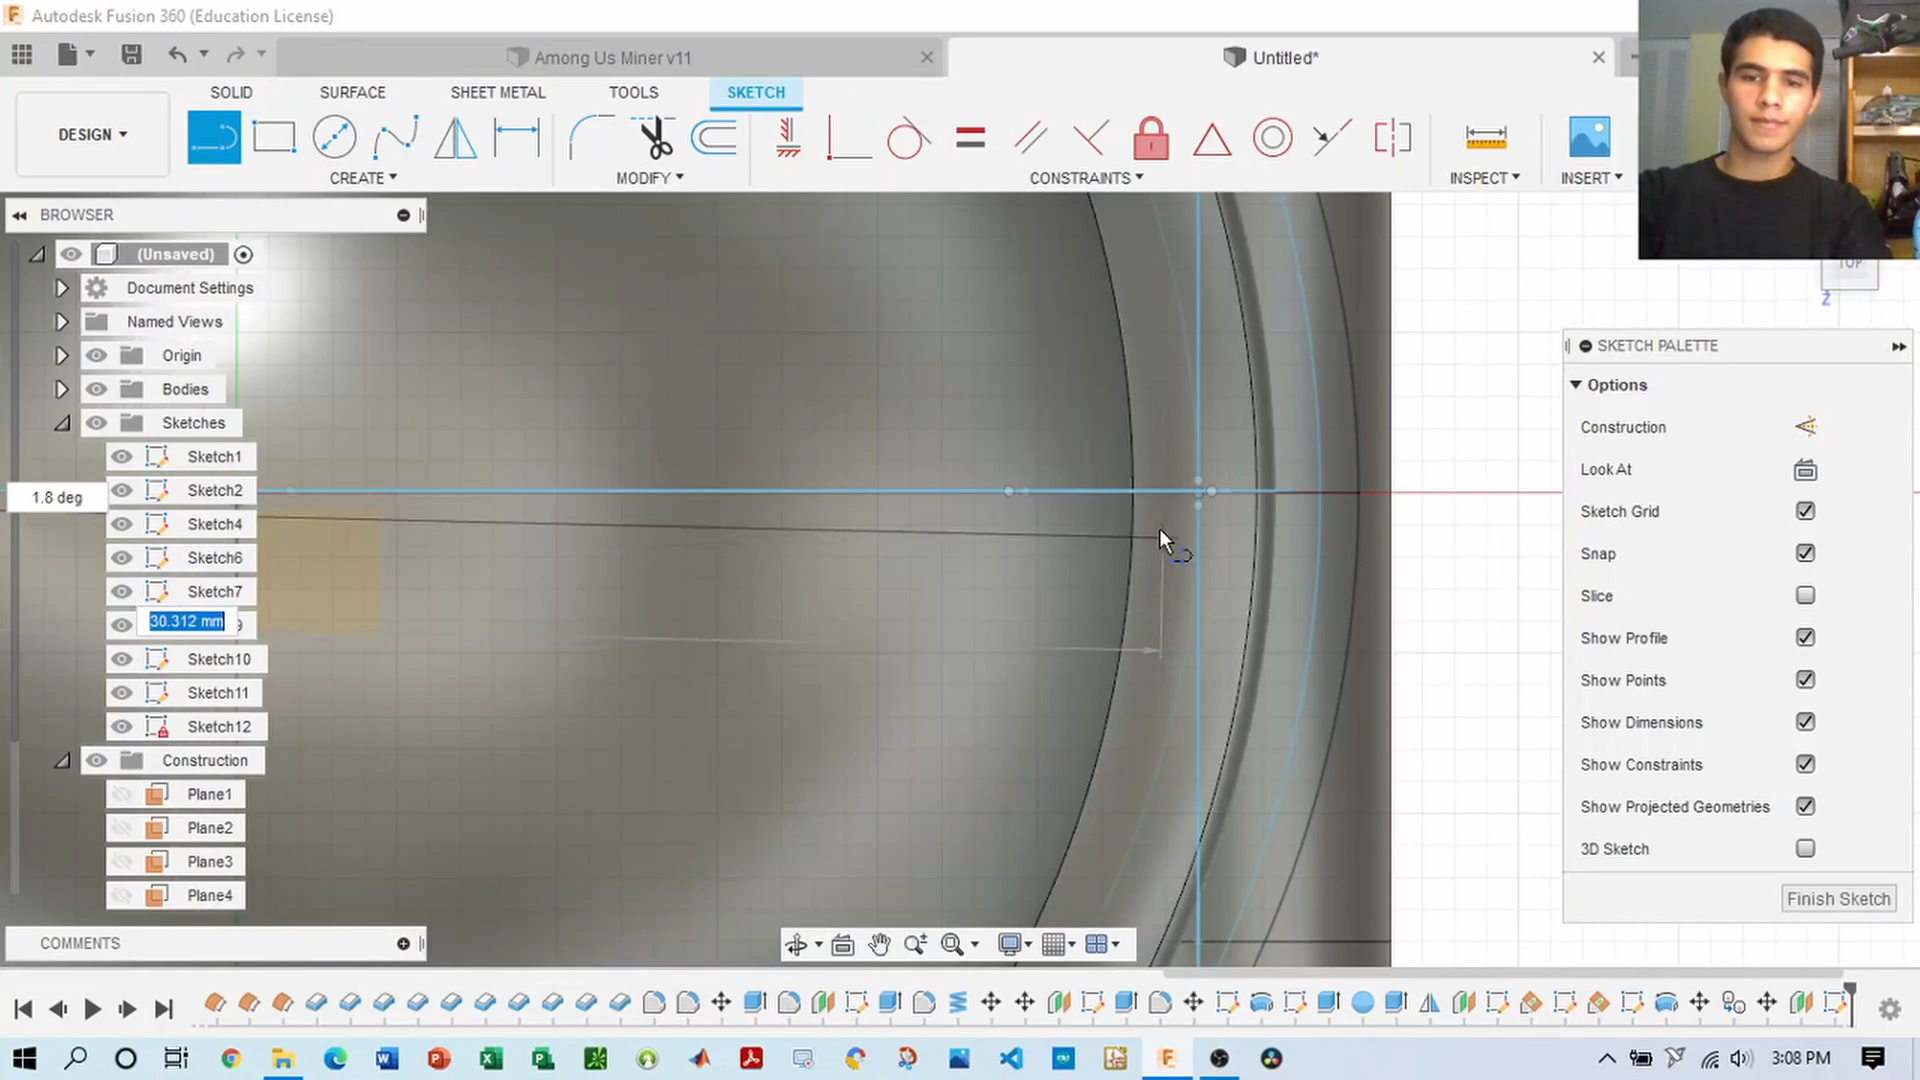 Autodesk Fusion 360 (Education License)
Among Us Miner v11
Untitled*
SOLID
SURFACE
SHEET METAL
TOOLS
SKETCH
DESIGN
CREATE
MODIFY
CONSTRAINTS
INSPECT
INSERT
BROWSER
TOP
Z
(Unsaved)
Document Settings
Named Views
Origin
Bodies
Sketches
Sketch1
1.8 deg
Sketch2
Sketch4
Sketch6
Sketch7
30.312 mm
9
Sketch10
Sketch11
Sketch12
Construction
Plane1
Plane2
Plane3
Plane4
COMMENTS
SKETCH PALETTE
Options
Construction
Look At
Sketch Grid
Snap
Slice
Show Profile
Show Points
Show Dimensions
Show Constraints
Show Projected Geometries
3D Sketch
Finish Sketch
3:08 PM